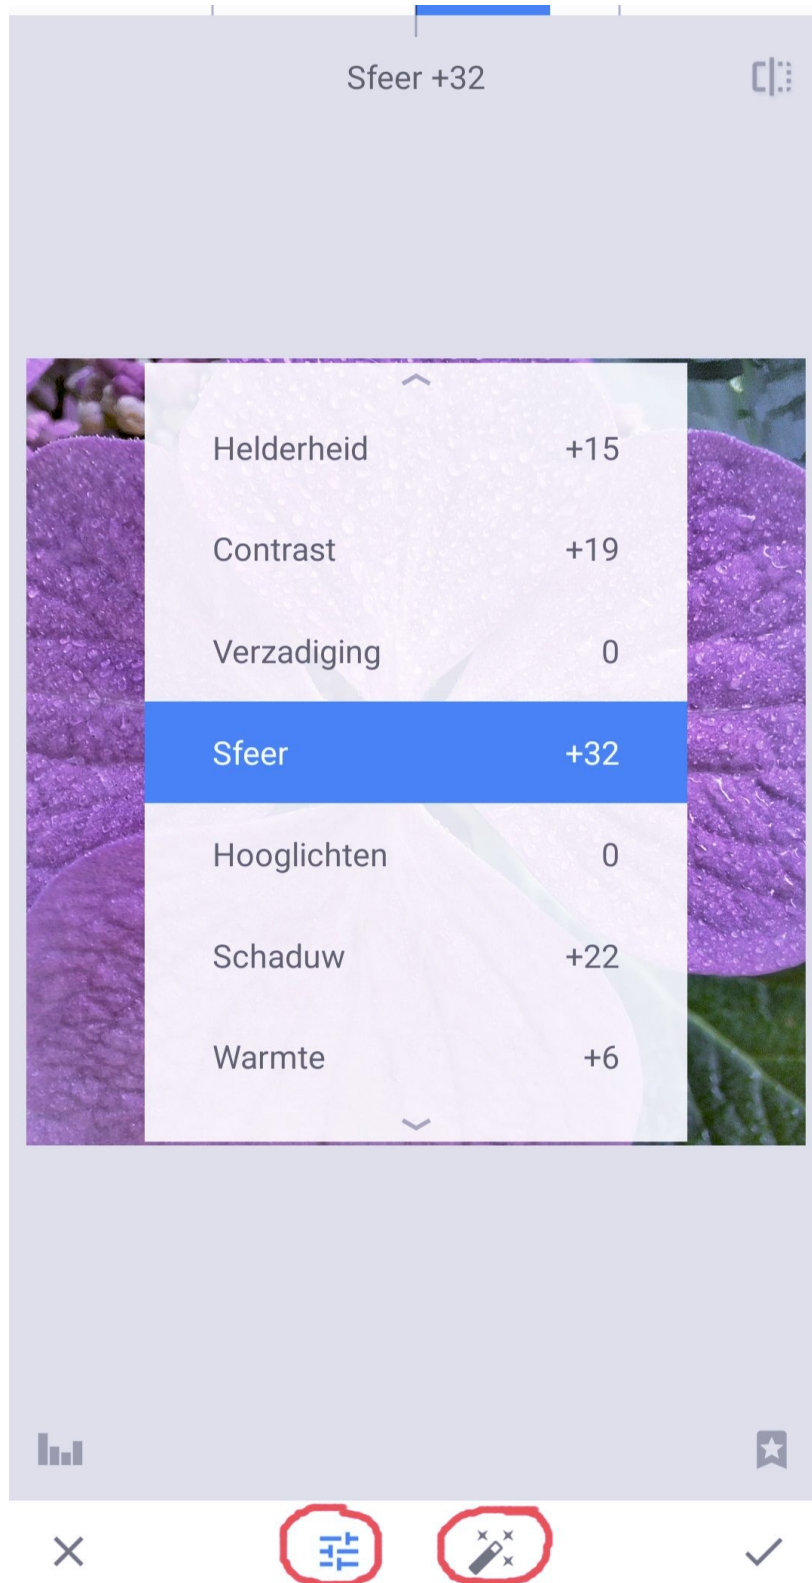 Sfeer +32
Helderheid +15
Contrast +19
Verzadiging 0
Sfeer +32
Hooglichten 0
Schaduw +22
Warmte +6